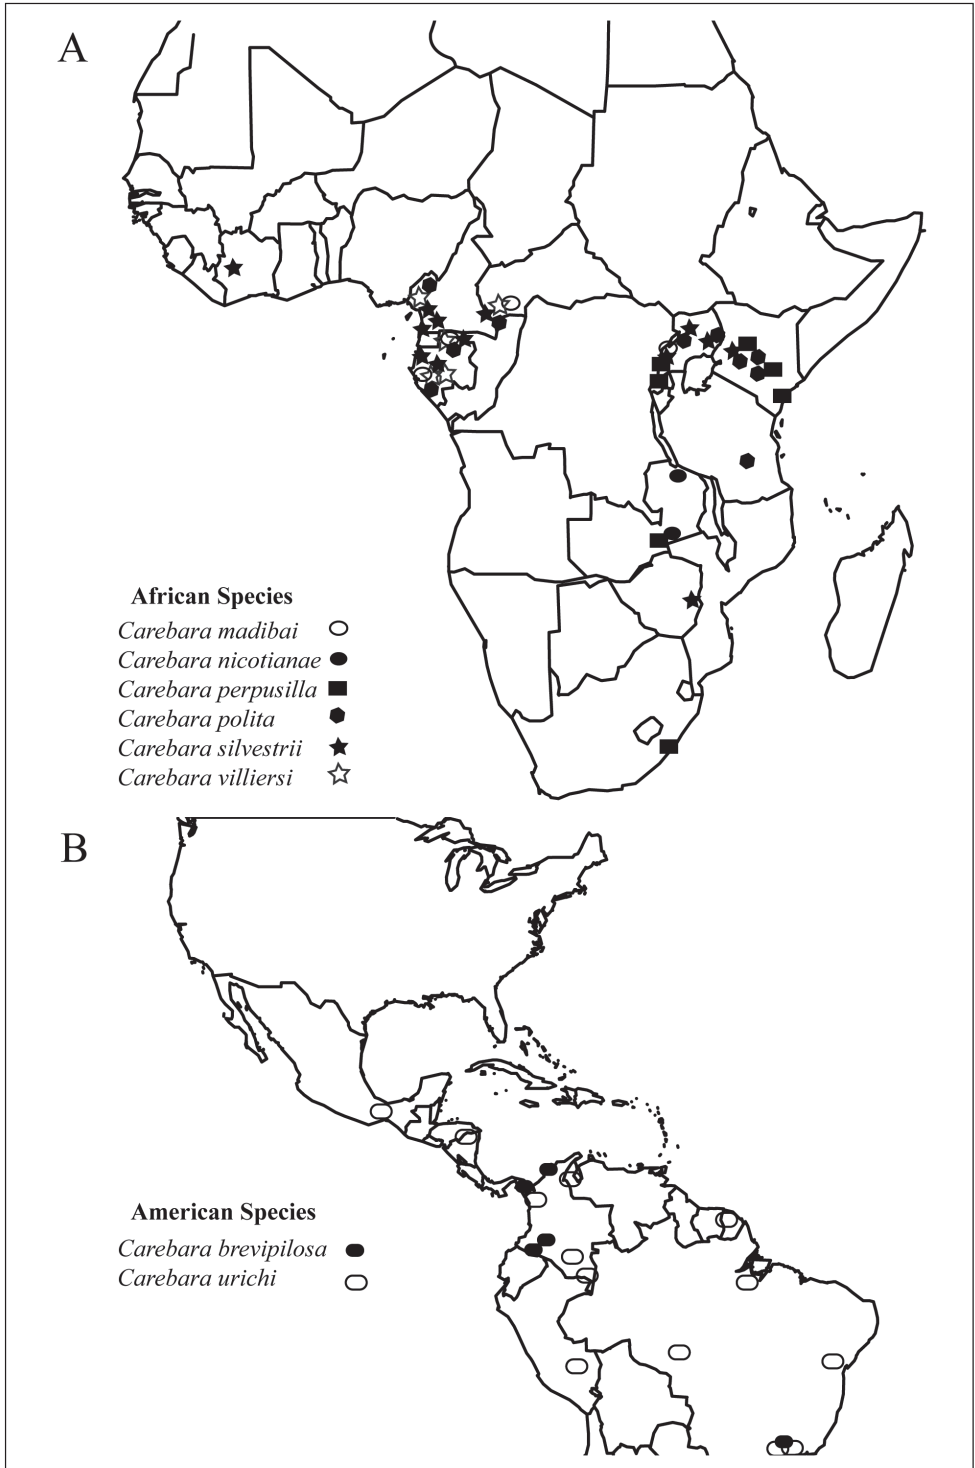 A
African Species
Carebara madibai
Carebara nicotianae
Carebara perpusilla
Carebara polita
Carebara silvestrii
Carebara villiersi
B
American Species
Carebara brevipilosa
Carebara urichi